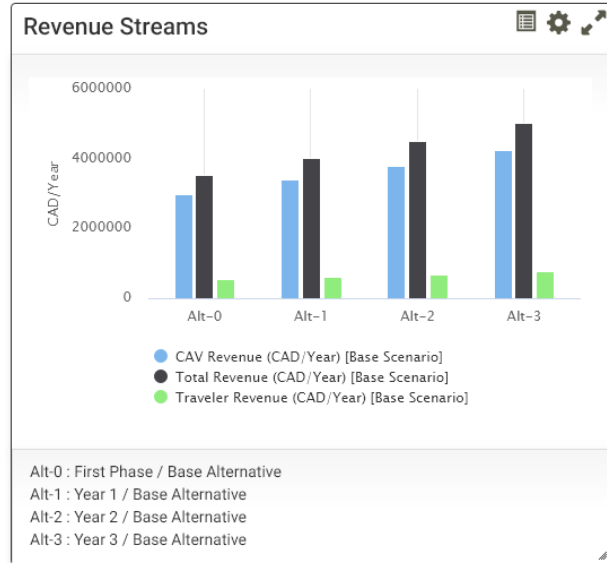 Revenue Streams
6000000
4000000
2000000
0
CAD/Year
Alt-0 Alt-1 Alt-2 Alt-3
CAV Revenue (CAD/Year) [Base Scenario]
Total Revenue (CAD/Year) [Base Scenario]
Traveler Revenue (CAD/Year) [Base Scenario]
Alt-0 : First Phase / Base Alternative
Alt-1 : Year 1 / Base Alternative
Alt-2 : Year 2 / Base Alternative
Alt-3 : Year 3 / Base Alternative